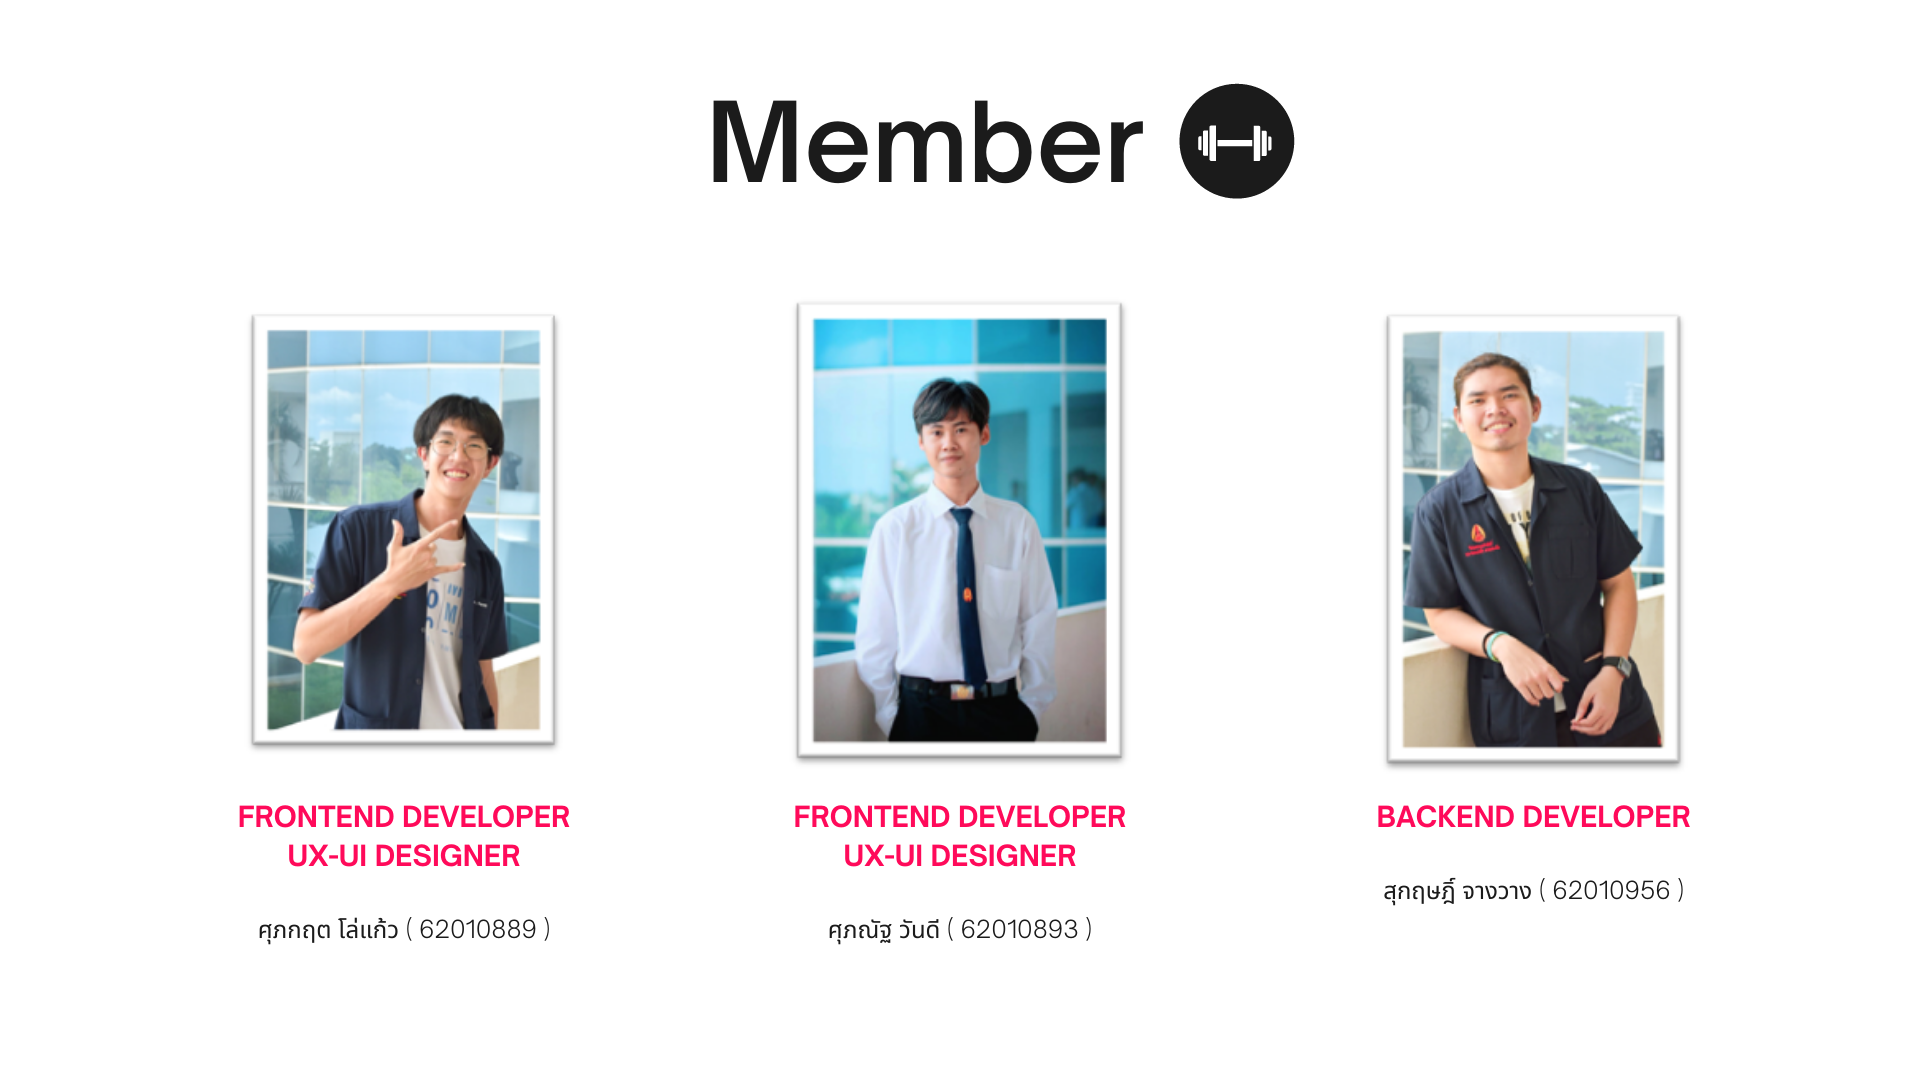 Member
FRONTEND DEVELOPER
UX-UI DESIGNER
ศุภกฤต โล่แก้ว ( 62010889 )
FRONTEND DEVELOPER
UX-UI DESIGNER
ศุภณัฐ วันดี ( 62010893 )
BACKEND DEVELOPER
สุกฤษฎิ์ จางวาง ( 62010956 )